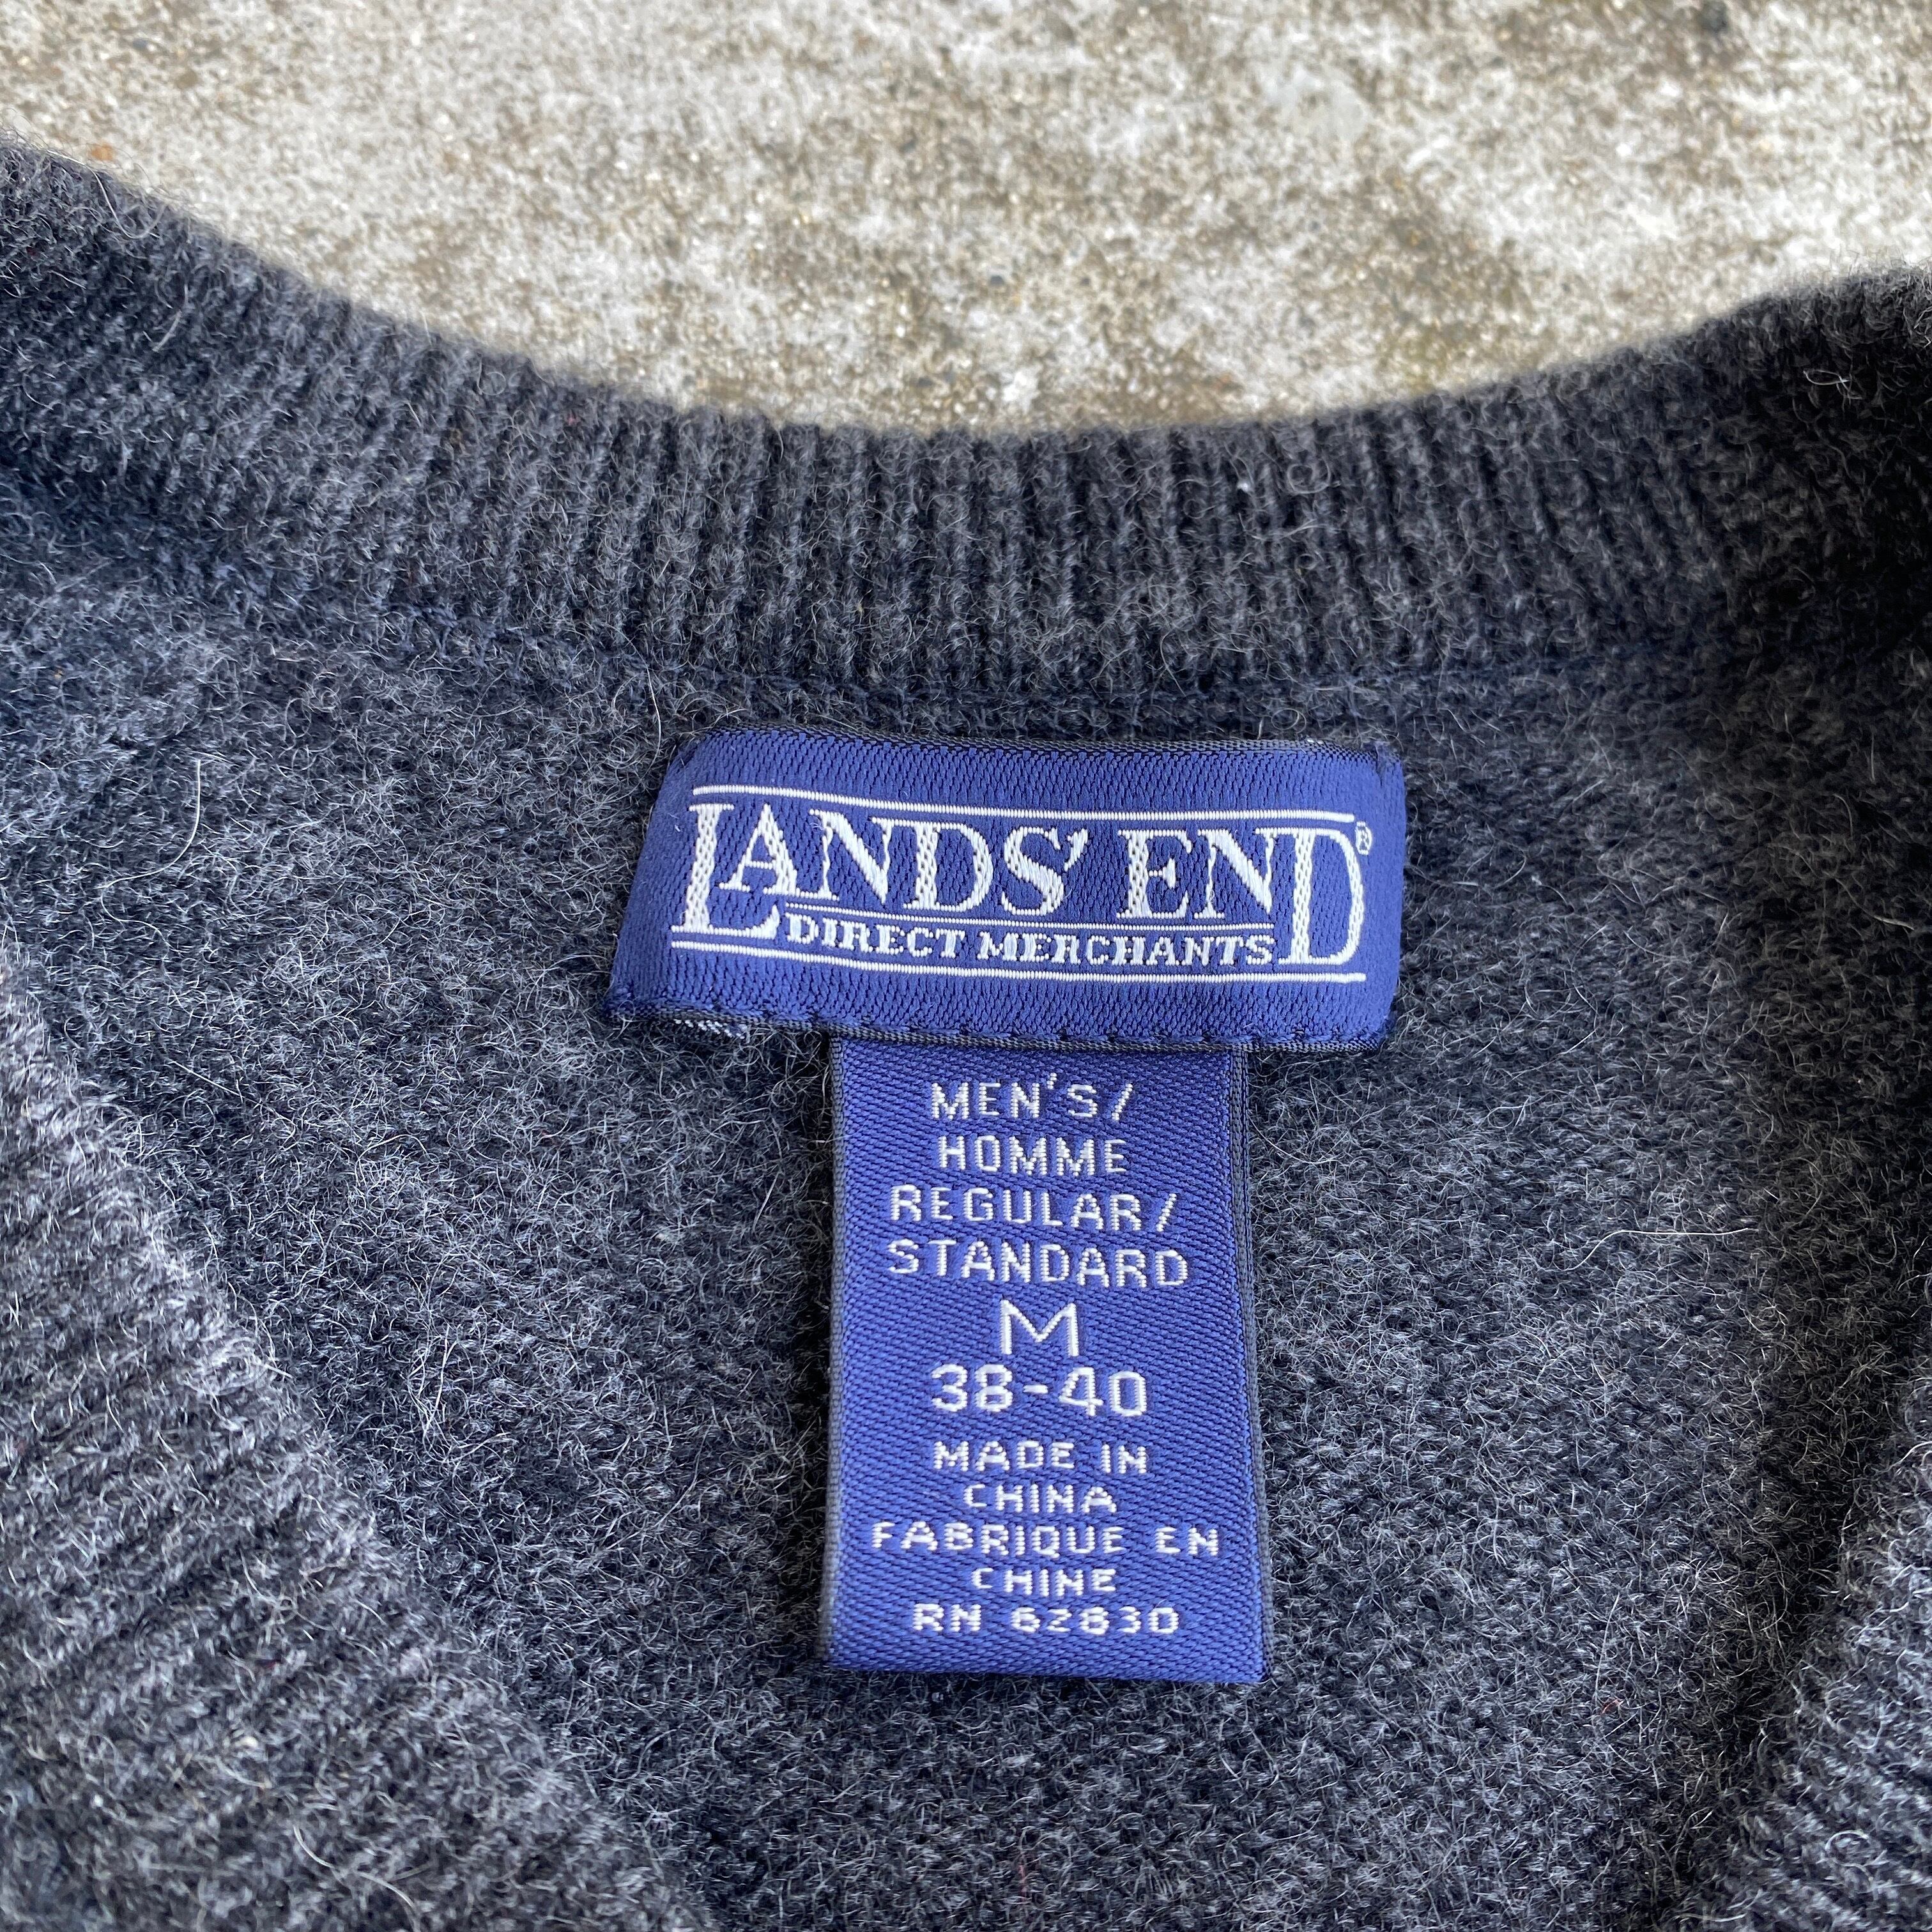 LANDS' END®
DIRECT MERCHANTS
MEN'S/
HOMME
REGULAR/
STANDARD
M
38-40
MADE IN
CHINA
FABRIQUE EN
CHINE
RN 62830